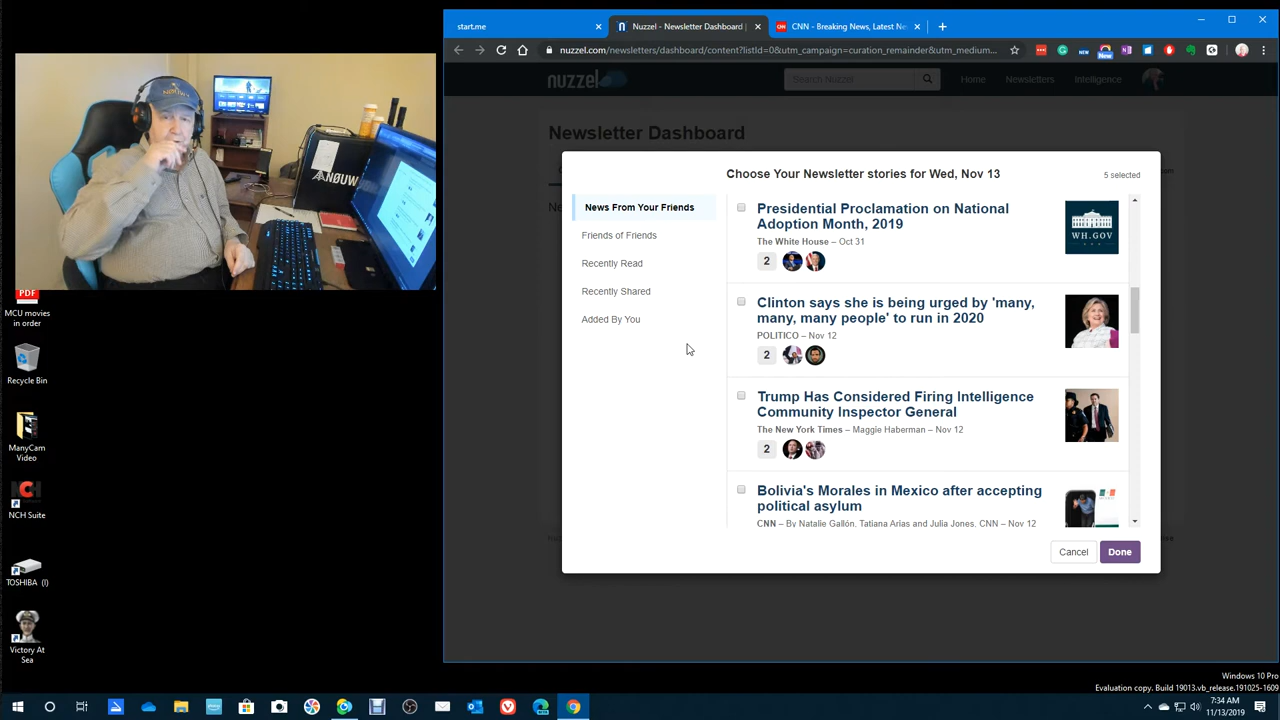 start.me
Nuzzel - Newsletter Dashboard |
CNN - Breaking News, Latest Ne
nuzzel.com/newsletters/dashboard/content?listId=0&utm_campaign=curation_remainder&utm_medium...
New
nuzzel
Search Nuzzel
Home
Newsletters
Intelligence
Newsletter Dashboard
Choose Your Newsletter stories for Wed, Nov 13
5 selected
News From Your Friends
Friends of Friends
Recently Read
Recently Shared
Added By You
Presidential Proclamation on National
Adoption Month, 2019
The White House – Oct 31
2
WH.GOV
Clinton says she is being urged by 'many,
many, many people' to run in 2020
POLITICO – Nov 12
2
Trump Has Considered Firing Intelligence
Community Inspector General
The New York Times – Maggie Haberman – Nov 12
2
Bolivia's Morales in Mexico after accepting
political asylum
CNN – By Natalie Gallón, Tatiana Arias and Julia Jones, CNN – Nov 12
Cancel
Done
NOUWS
PDF
MCU movies
in order
Recycle Bin
ManyCam
Video
NCH Suite
TOSHIBA (I)
Victory At
Sea
Windows 10 Pro
Evaluation copy. Build 19013.vb_release.191025-1609
7:34 AM
11/13/2019